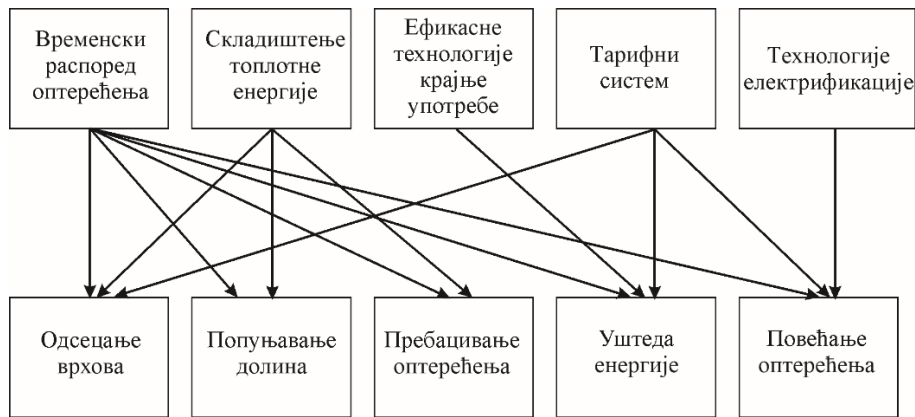 Временски
распоред
оптерећења
Складиштење
топлотне
енергије
Ефикасне
технологије
крајње
употребе
Тарифни
систем
Технологије
електрификације
Одсецање
врхова
Попуњавање
долина
Пребацивање
оптерећења
Уштеда
енергије
Повећање
оптерећења